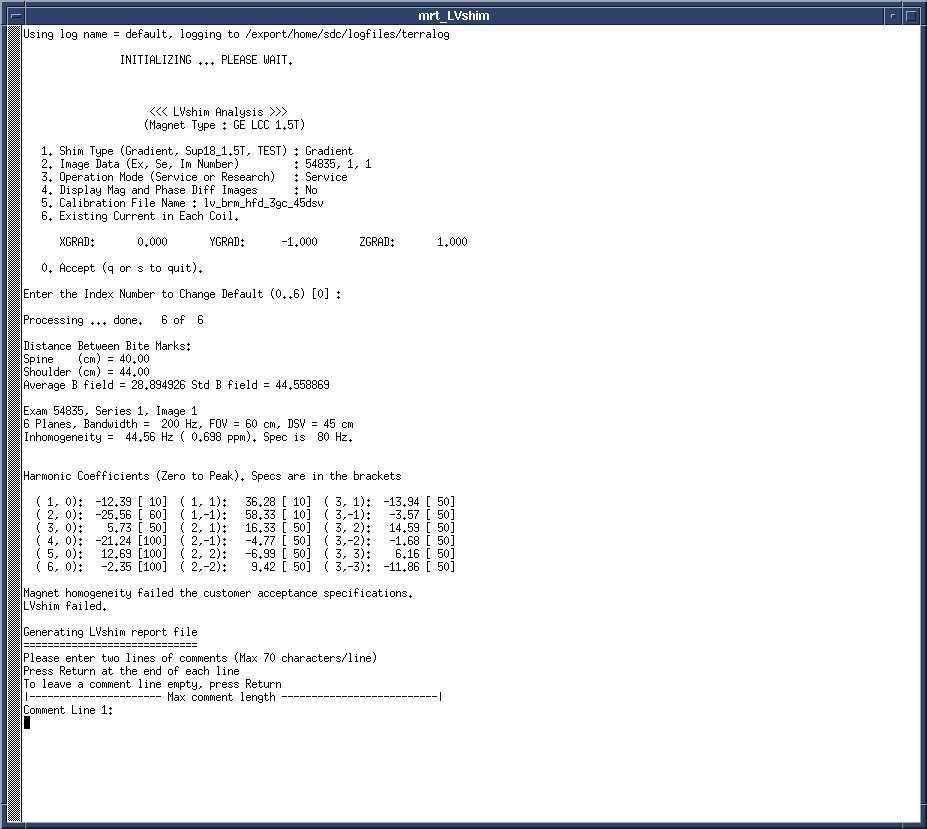 mrt_LVshim
Using log name = default, logging to /export/home/sdc/logfiles/terralog
INITIALIZING ... PLEASE WAIT.
<<< LVshim Analysis >>>
(Magnet Type : GE LCC 1.5T)
1. Shim Type (Gradient, Sup18_1.5T, TEST) : Gradient
2. Image Data (Ex, Se, Im Number)         : 54835, 1, 1
3. Operation Mode (Service or Research)   : Service
4. Display Mag and Phase Diff Images      : No
5. Calibration File Name : lv_brm_hfd_3gc_45dsv
6. Existing Current in Each Coil.
XGRAD:       0.000       YGRAD:      -1.000       ZGRAD:       1.000
0. Accept (q or s to quit).
Enter the Index Number to Change Default (0..6) [0] :
Processing ... done.   6 of  6
Distance Between Bite Marks:
Spine    (cm) = 40.00
Shoulder (cm) = 44.00
Average B field = 28.894926 Std B field = 44.558869
Exam 54835, Series 1, Image 1
6 Planes, Bandwidth =  200 Hz, FOV = 60 cm, DSV = 45 cm
Inhomogeneity =  44.56 Hz ( 0.698 ppm). Spec is  80 Hz.
Harmonic Coefficients (Zero to Peak). Specs are in the brackets
( 1, 0):  -12.39 [ 10]  ( 1, 1):   36.28 [ 10]  ( 3, 1):  -13.94 [ 50]
( 2, 0):  -25.56 [ 60]  ( 1,-1):   58.33 [ 10]  ( 3,-1):   -3.57 [ 50]
( 3, 0):    5.73 [ 50]  ( 2, 1):   16.33 [ 50]  ( 3, 2):   14.59 [ 50]
( 4, 0):  -21.24 [100]  ( 2,-1):   -4.77 [ 50]  ( 3,-2):   -1.68 [ 50]
( 5, 0):   12.69 [100]  ( 2, 2):   -6.99 [ 50]  ( 3, 3):    6.16 [ 50]
( 6, 0):   -2.35 [100]  ( 2,-2):    9.42 [ 50]  ( 3,-3):  -11.86 [ 50]
Magnet homogeneity failed the customer acceptance specifications.
LVshim failed.
Generating LVshim report file
=============================
Please enter two lines of comments (Max 70 characters/line)
Press Return at the end of each line
To leave a comment line empty, press Return
|---------------------- Max comment length --------------------------|
Comment Line 1: